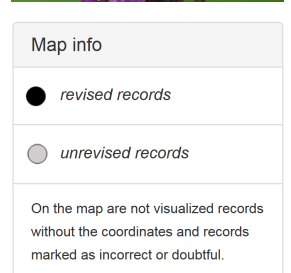 Map info
revised records
unrevised records
On the map are not visualized records
without the coordinates and records
marked as incorrect or doubtful.